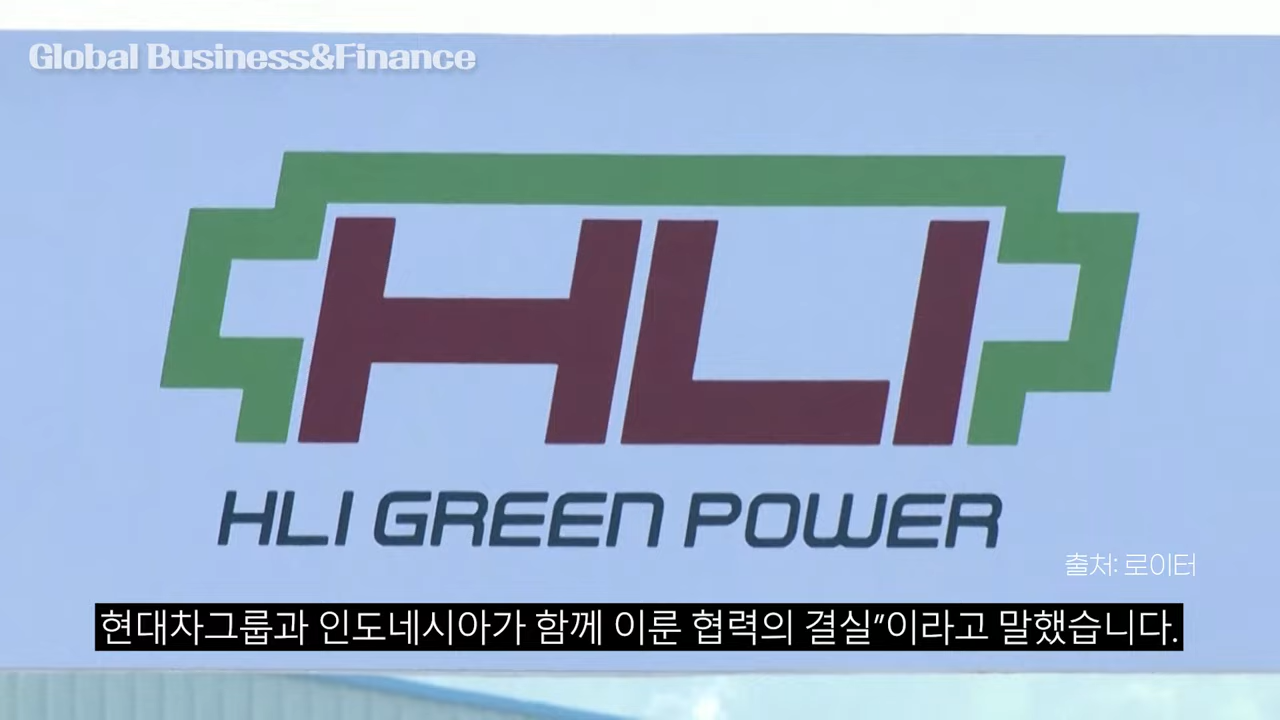 Global Business&Finance
HLI
HLI GREEN POWER
출처: 로이터
현대차그룹과 인도네시아가 함께 이룬 협력의 결실”이라고 말했습니다.